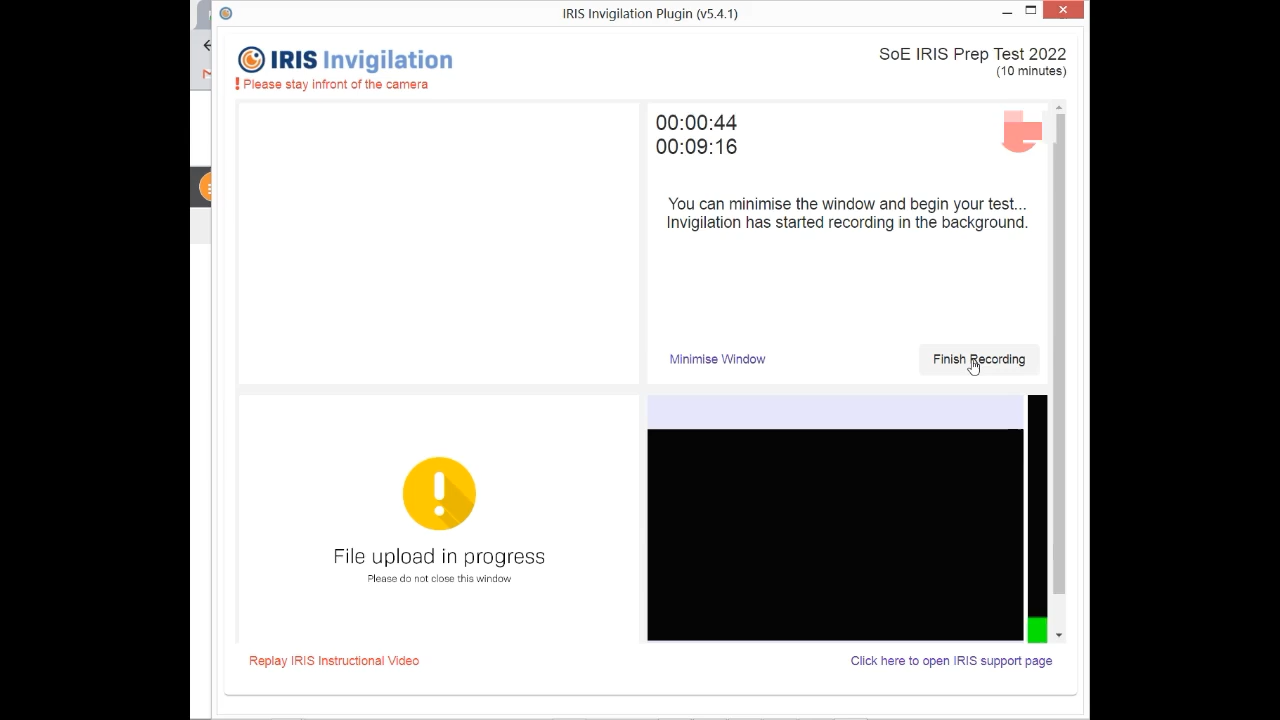 IRIS Invigilation Plugin (v5.4.1)
IRIS Invigilation
SoE IRIS Prep Test 2022
(10 minutes)
Please stay infront of the camera
00:00:44
00:09:16
You can minimise the window and begin your test...
Invigilation has started recording in the background.
Minimise Window
Finish Recording
File upload in progress
Please do not close this window
Replay IRIS Instructional Video
Click here to open IRIS support page